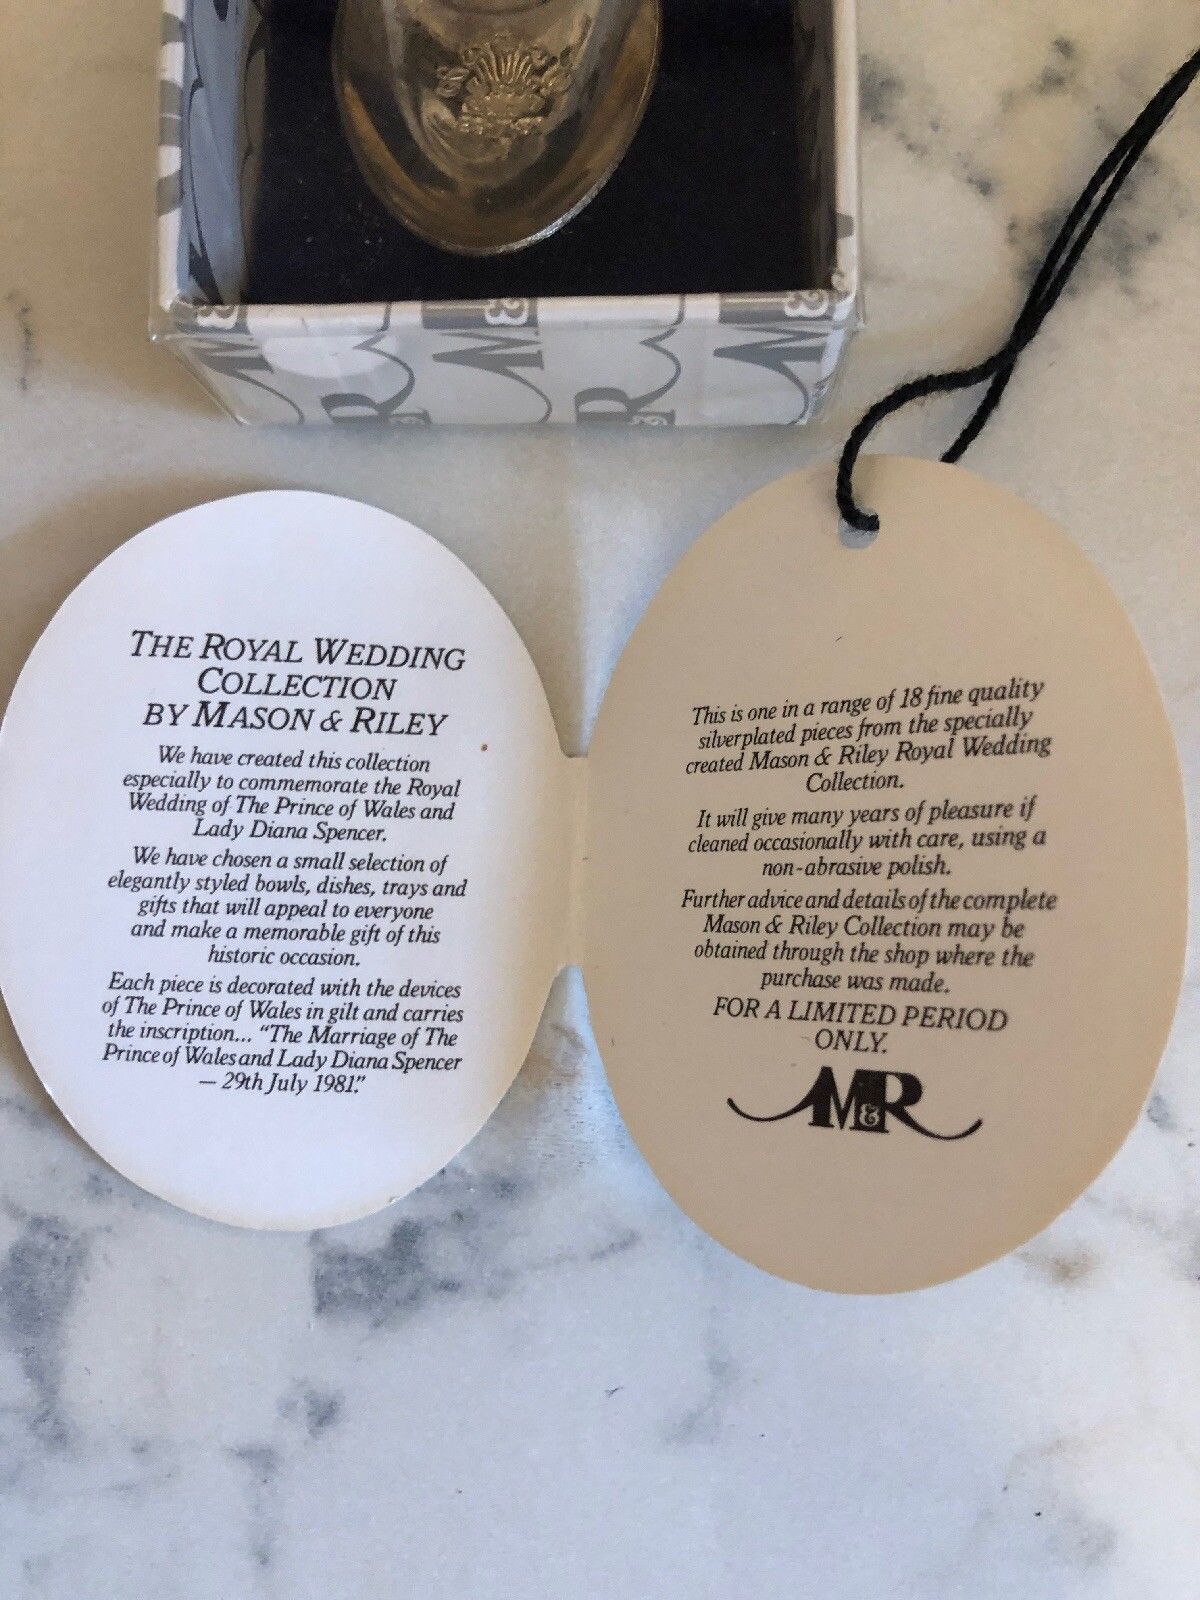 M R & M & R & M &
THE ROYAL WEDDING
COLLECTION
BY MASON & RILEY
We have created this collection
especially to commemorate the Royal
Wedding of The Prince of Wales and
Lady Diana Spencer.
We have chosen a small selection of
elegantly styled bowls, dishes, trays and
gifts that will appeal to everyone
and make a memorable gift of this
historic occasion.
Each piece is decorated with the devices
of The Prince of Wales in gilt and carries
the inscription... "The Marriage of The
Prince of Wales and Lady Diana Spencer
— 29th July 1981."
This is one in a range of 18 fine quality
silverplated pieces from the specially
created Mason & Riley Royal Wedding
Collection.
It will give many years of pleasure if
cleaned occasionally with care, using a
non-abrasive polish.
Further advice and details of the complete
Mason & Riley Collection may be
obtained through the shop where the
purchase was made.
FOR A LIMITED PERIOD
ONLY.
M&R